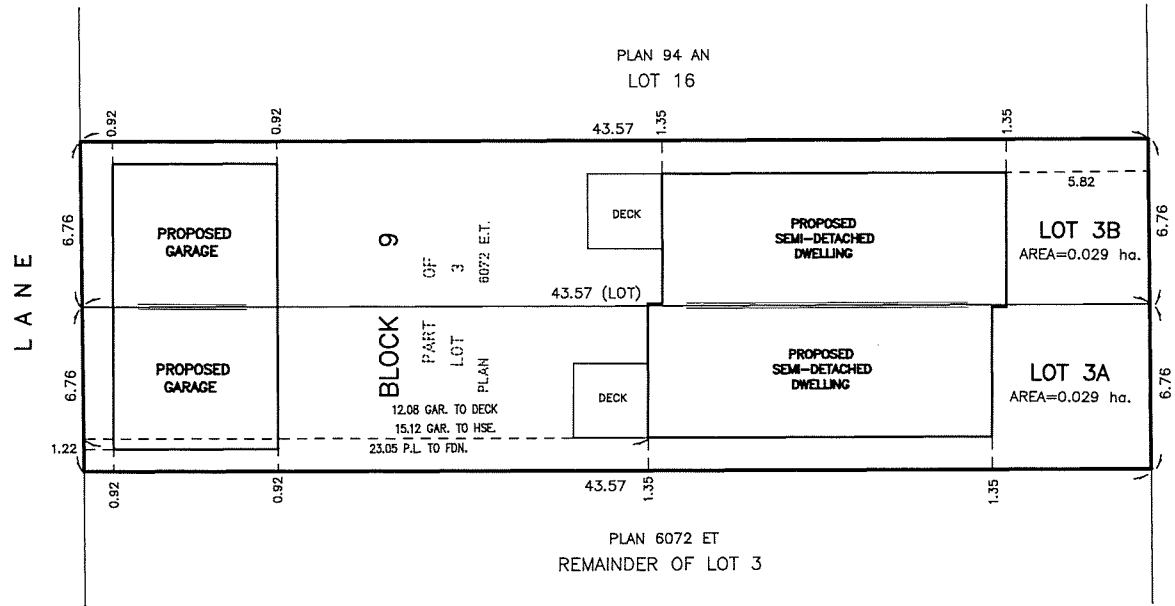 PLAN 94 AN
LOT 16
0.92
0.92
43.57
1.35
1.35
5.82
6.76
PROPOSED
GARAGE
9
OF
3
6072 E.T.
DECK
PROPOSED
SEMI-DETACHED
DWELLING
LOT 3B
AREA=0.029 ha.
6.76
LANE
43.57 (LOT)
6.76
PROPOSED
GARAGE
BLOCK
PART
LOT
PLAN
DECK
PROPOSED
SEMI-DETACHED
DWELLING
LOT 3A
AREA=0.029 ha.
6.76
12.08 GAR. TO DECK
15.12 GAR. TO HSE.
23.05 P.L. TO FDN.
1.22
0.92
0.92
43.57
1.35
1.35
PLAN 6072 ET
REMAINDER OF LOT 3